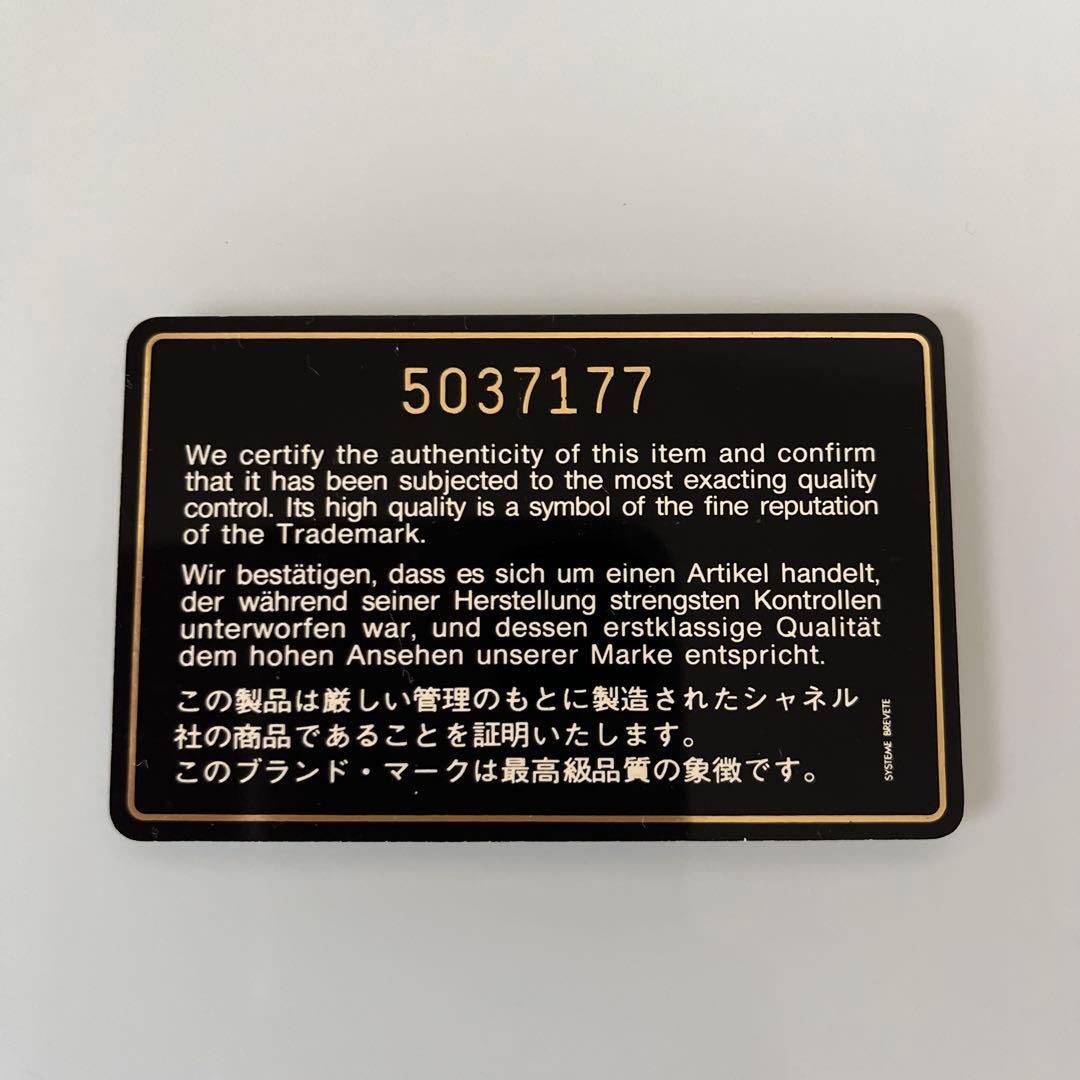 5037177
We certify the authenticity of this item and confirm
that it has been subjected to the most exacting quality
control. Its high quality is a symbol of the fine reputation
of the Trademark.
Wir bestätigen, dass es sich um einen Artikel handelt,
der während seiner Herstellung strengsten Kontrollen
unterworfen war, und dessen erstklassige Qualität
dem hohen Ansehen unserer Marke entspricht.
この製品は厳しい管理のもとに製造されたシャネル
社の商品であることを証明いたします。
このブランド・マークは最高級品質の象徴です。
SYSTEME BREVETE